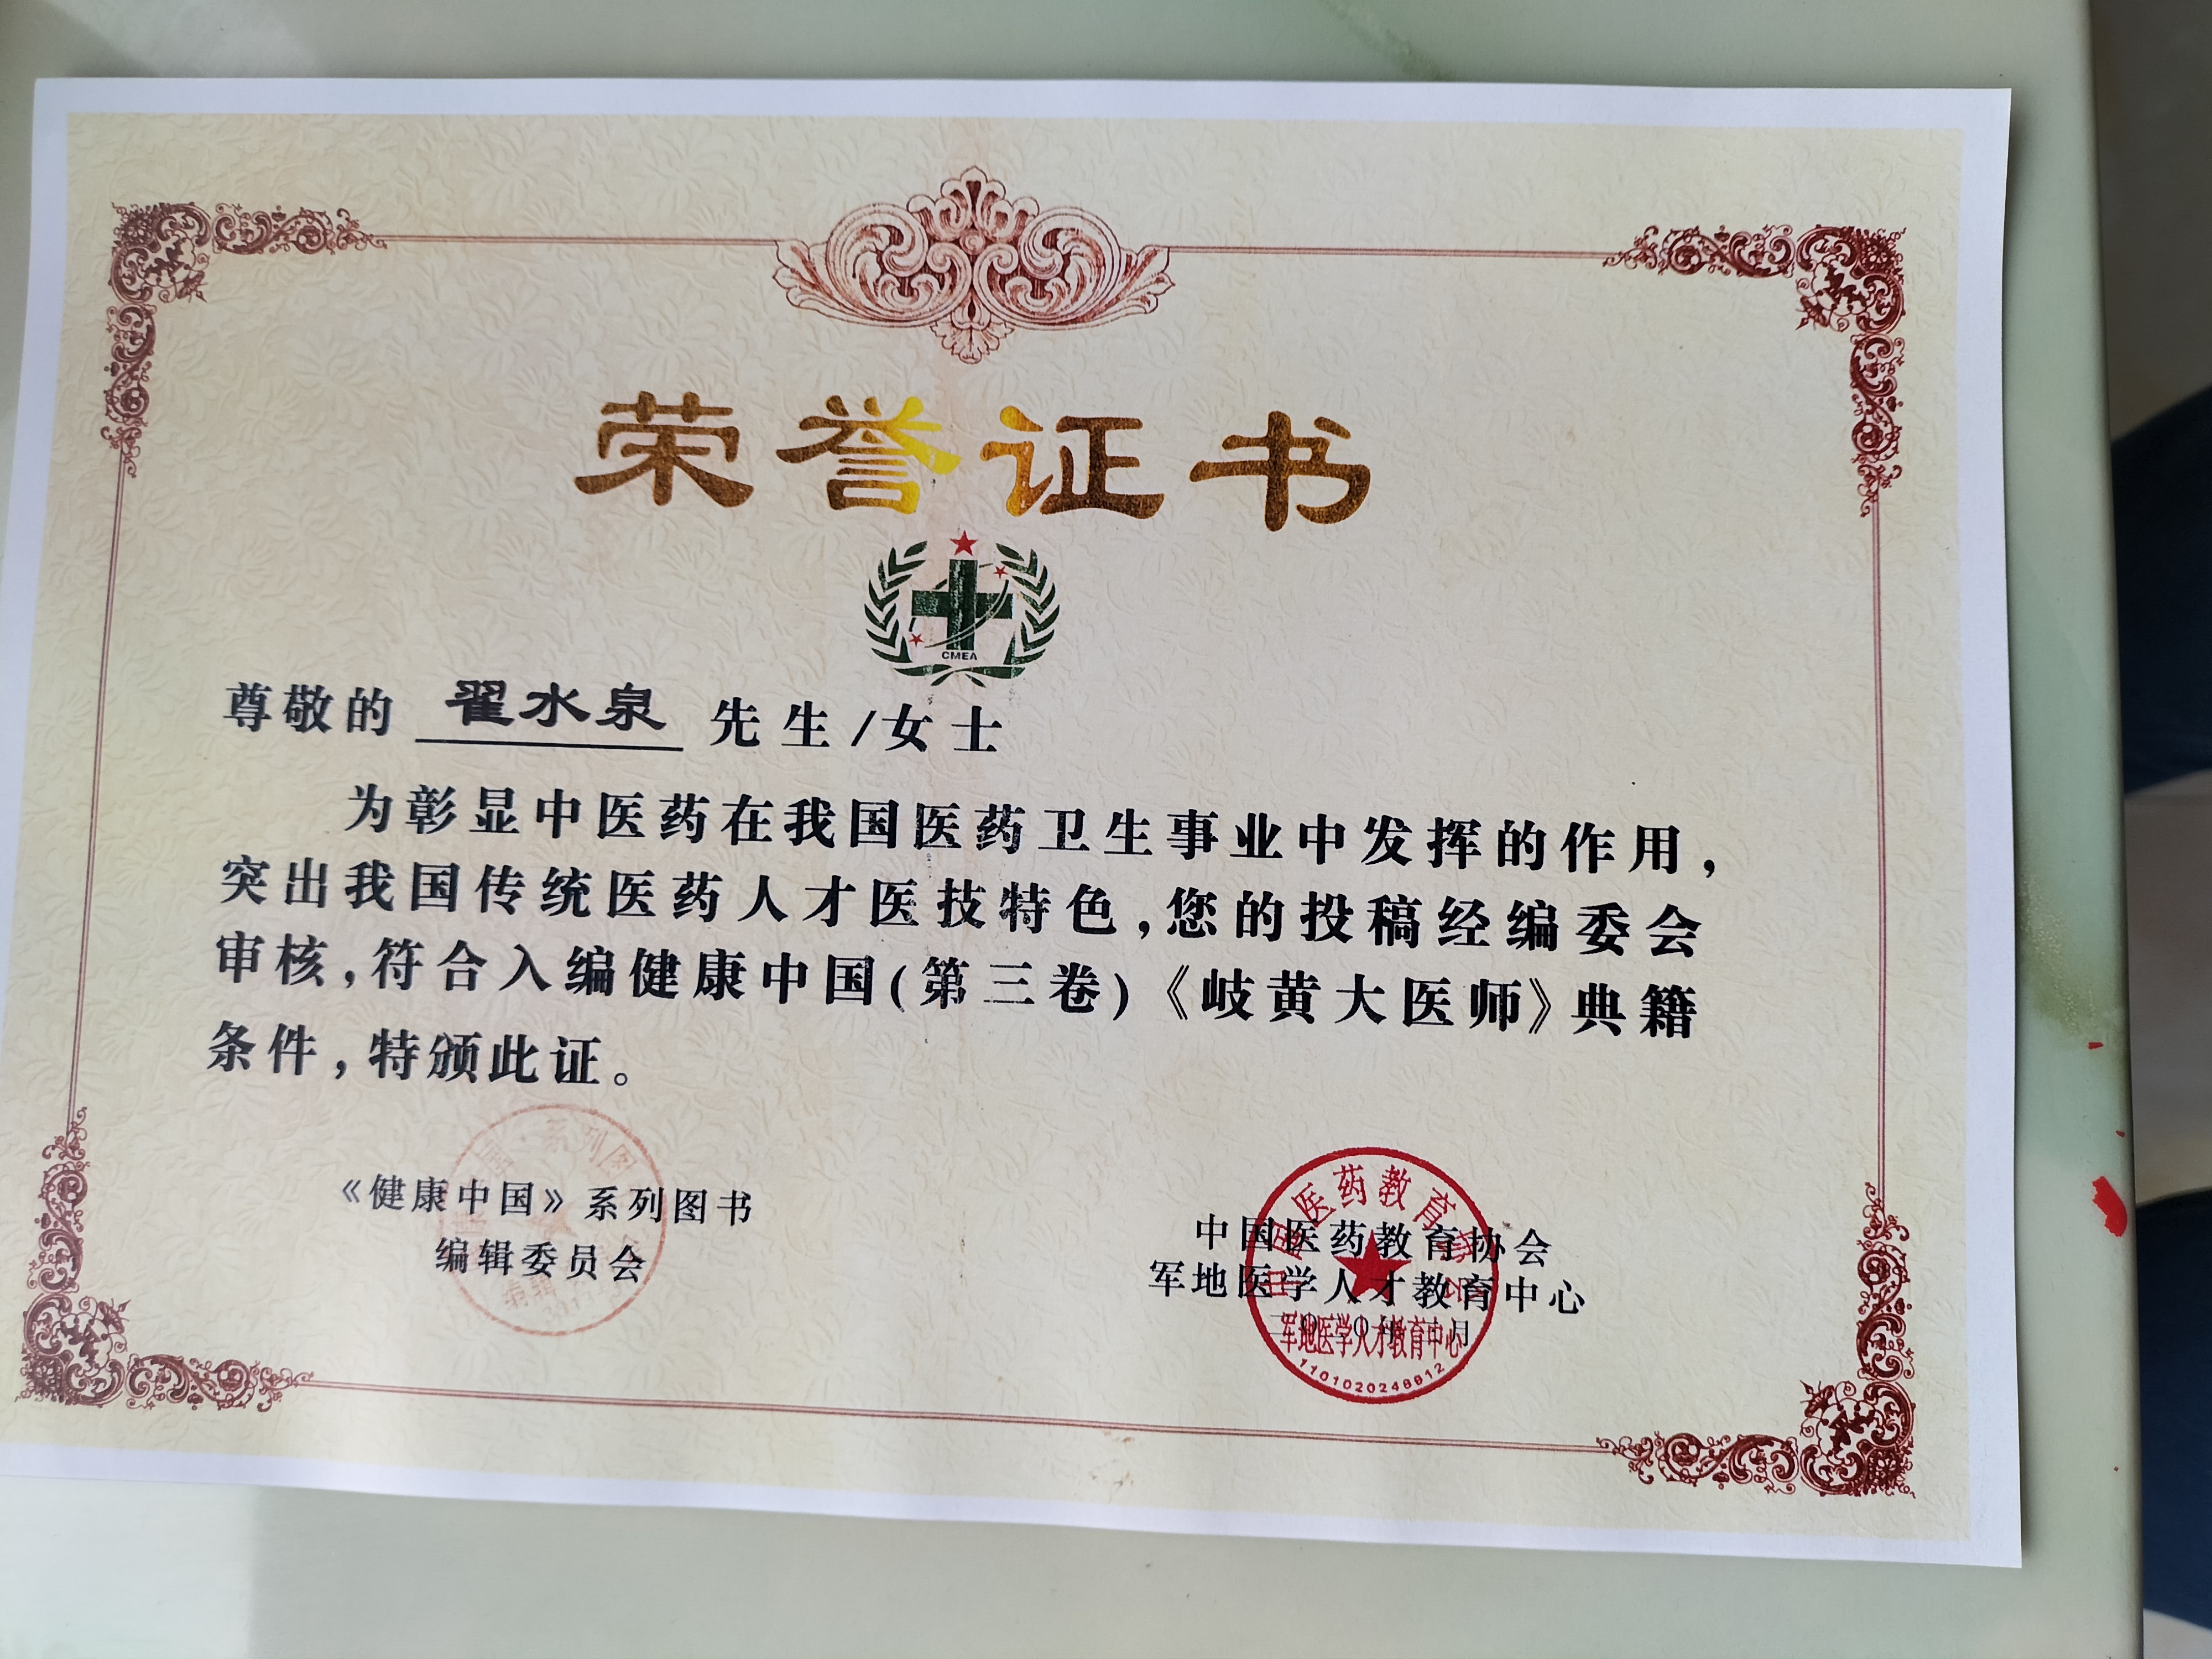 荣誉证书
CMEA
尊敬的 翟水泉 先生/女士
为彰显中医药在我国医药卫生事业中发挥的作用，
突出我国传统医药人才医技特色，您的投稿经编委会
审核，符合入编健康中国(第三卷)《岐黄大医师》典籍
条件，特颁此证。
《健康中国》系列图书
编辑委员会
中国医药教育协会
军地医学人才教育中心
中国医药教育协会
军地医学人才教育中心